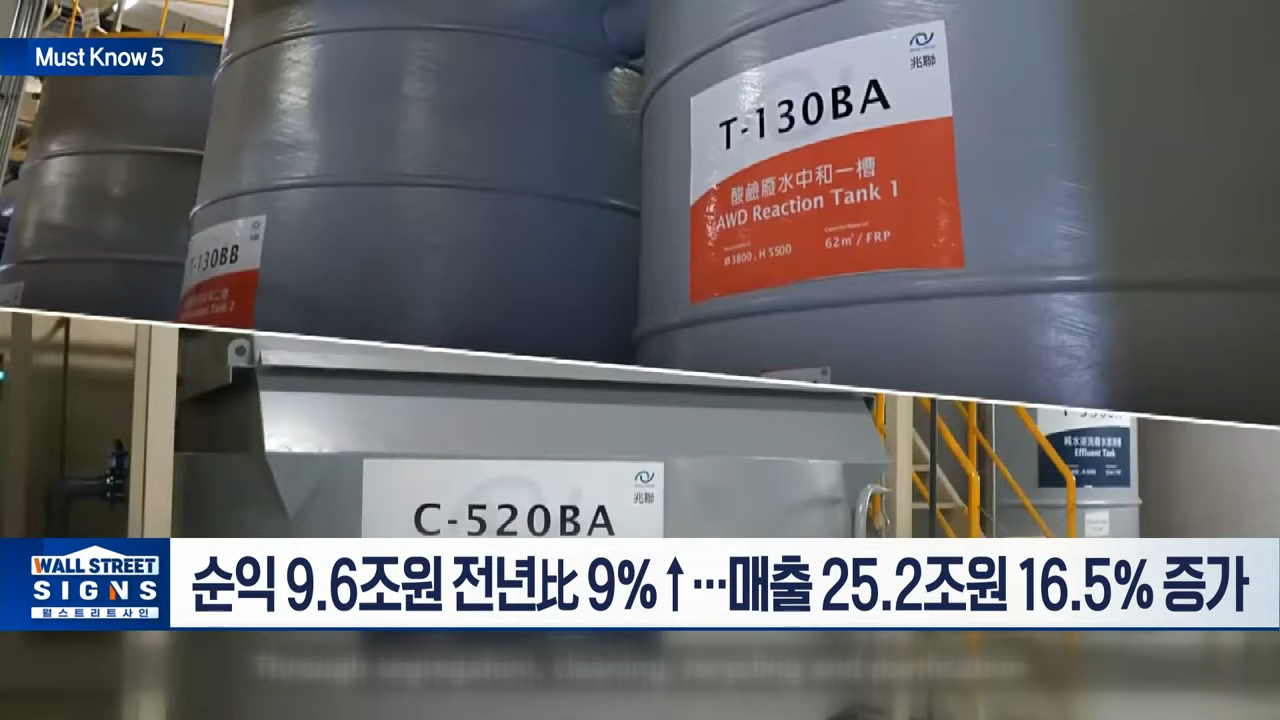 Must Know 5
兆聯
T-130BA
酸鹼廢水中和一槽
AWD Reaction Tank 1
Ø3800 , H 5500
62㎥ / FRP
T-130BB
C-520BA
兆聯
Effluent Tank
WALL STREET
SIGNS
월스트리트사인
순익 9.6조원 전년比 9%↑…매출 25.2조원 16.5% 증가